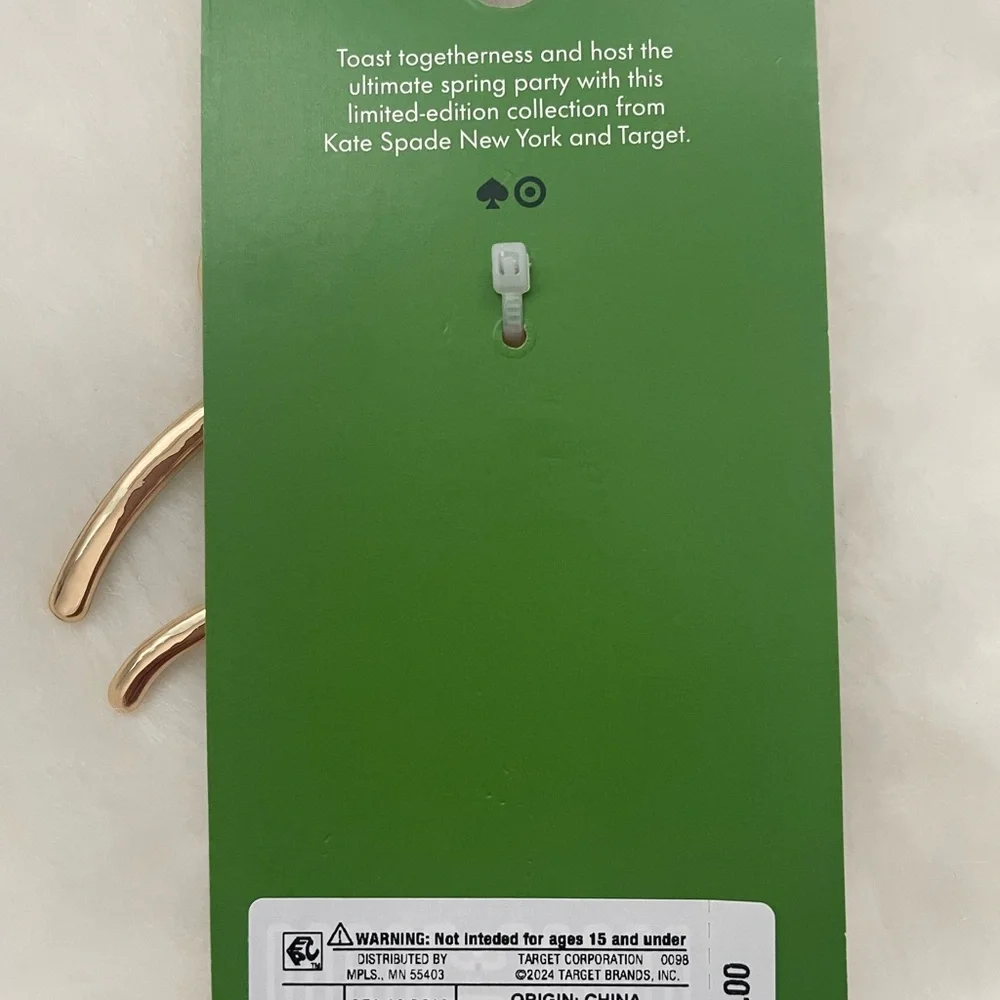 Toast togetherness and host the
ultimate spring party with this
limited-edition collection from
Kate Spade New York and Target.
WARNING: Not inteded for ages 15 and under
DISTRIBUTED BY TARGET CORPORATION 0098
MPLS., MN 55403 ©2024 TARGET BRANDS, INC.
ORIGIN: CHINA
.00